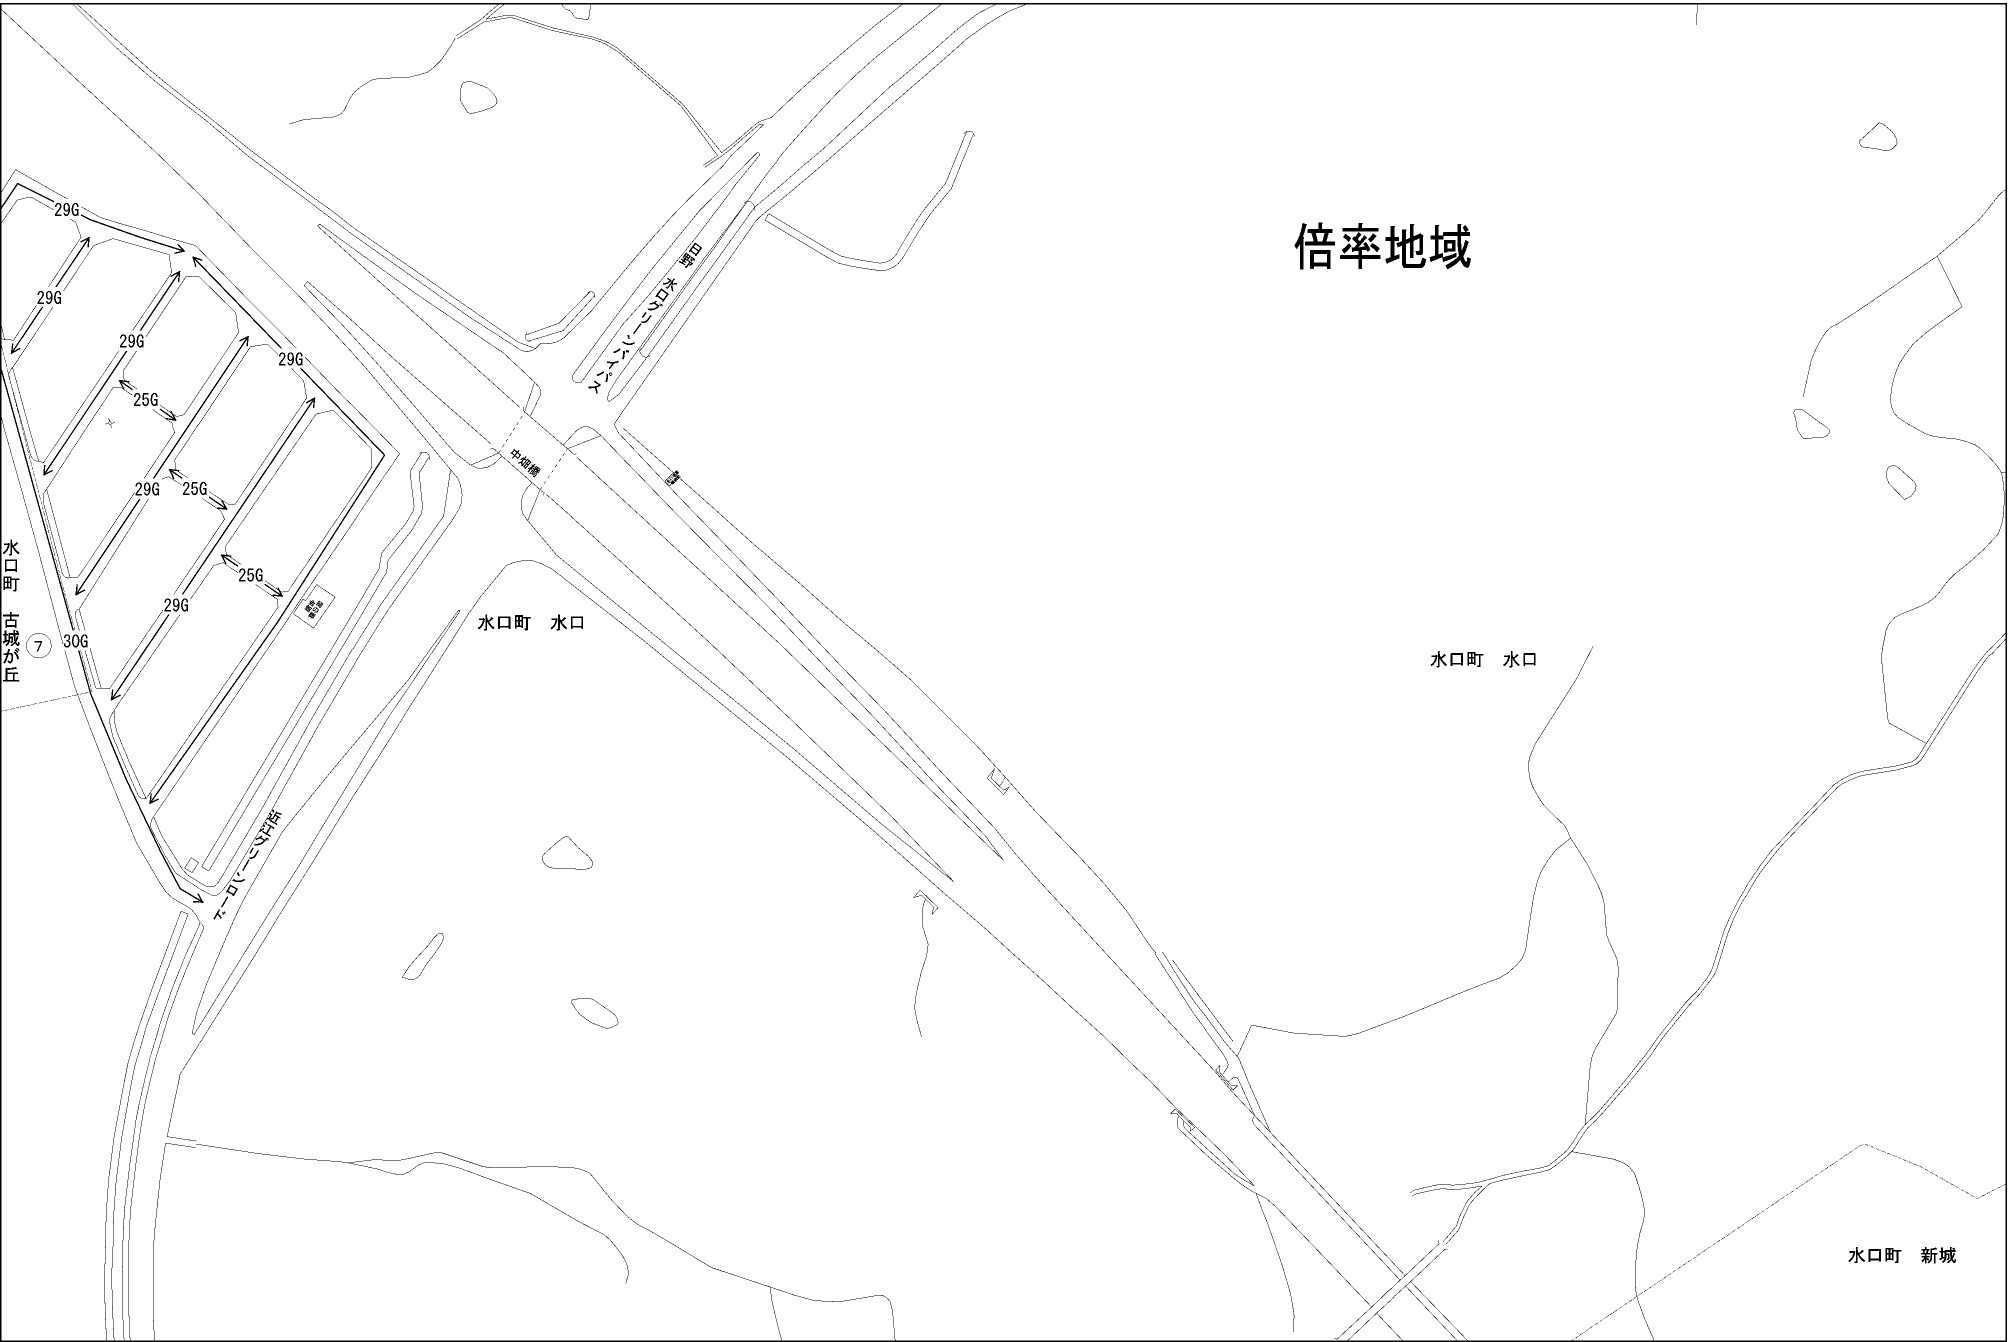 29G
倍率地域
日野 水口グリーンバイパス
29G
29G
29G
25G
中畑橋
29G
25G
水口町 古城が丘
25G
29G
水口町 水口
7
30G
水口町 水口
近江グリーンロード
水口町 新城